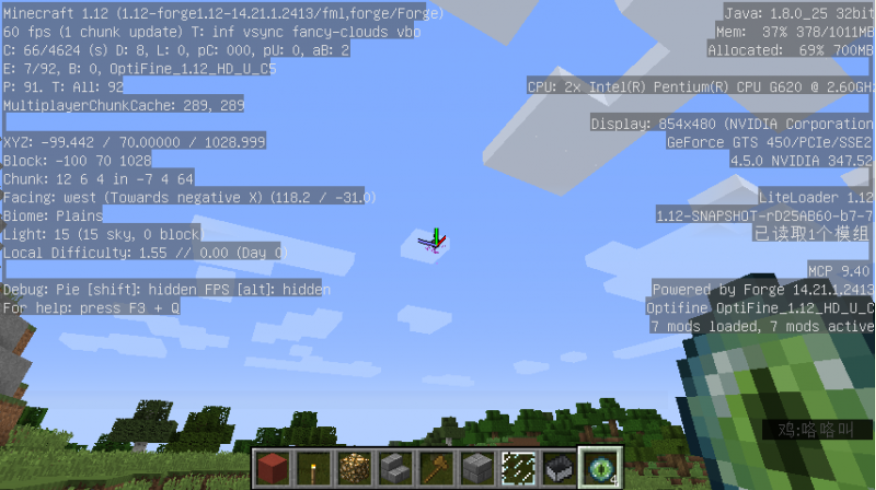 Minecraft 1.12 (1.12-forge1.12-14.21.1.2413/fml,forge/Forge)
60 fps (1 chunk update) T: inf vsync fancy-clouds vbo
C: 66/4624 (s) D: 8, L: 0, pC: 000, pU: 0, aB: 2
E: 7/92, B: 0, OptiFine_1.12_HD_U_C5
P: 91. T: All: 92
MultiplayerChunkCache: 289, 289
XYZ: -99.442 / 70.00000 / 1028.999
Block: -100 70 1028
Chunk: 12 6 4 in -7 4 64
Facing: west (Towards negative X) (118.2 / -31.0)
Biome: Plains
Light: 15 (15 sky, 0 block)
Local Difficulty: 1.55 // 0.00 (Day 0)
Debug: Pie [shift]: hidden FPS [alt]: hidden
For help: press F3 + Q
Java: 1.8.0_25 32bit
Mem: 37% 378/1011MB
Allocated: 69% 700MB
CPU: 2x Intel(R) Pentium(R) CPU G620 @ 2.60GHz
Display: 854x480 (NVIDIA Corporation
GeForce GTS 450/PCIe/SSE2
4.5.0 NVIDIA 347.52
LiteLoader 1.12
1.12-SNAPSHOT-rD25AB60-b7-7
已读取1个模组
MCP 9.40
Powered by Forge 14.21.1.2413
Optifine OptiFine_1.12_HD_U_C
7 mods loaded, 7 mods active
鸡:咯咯叫
4